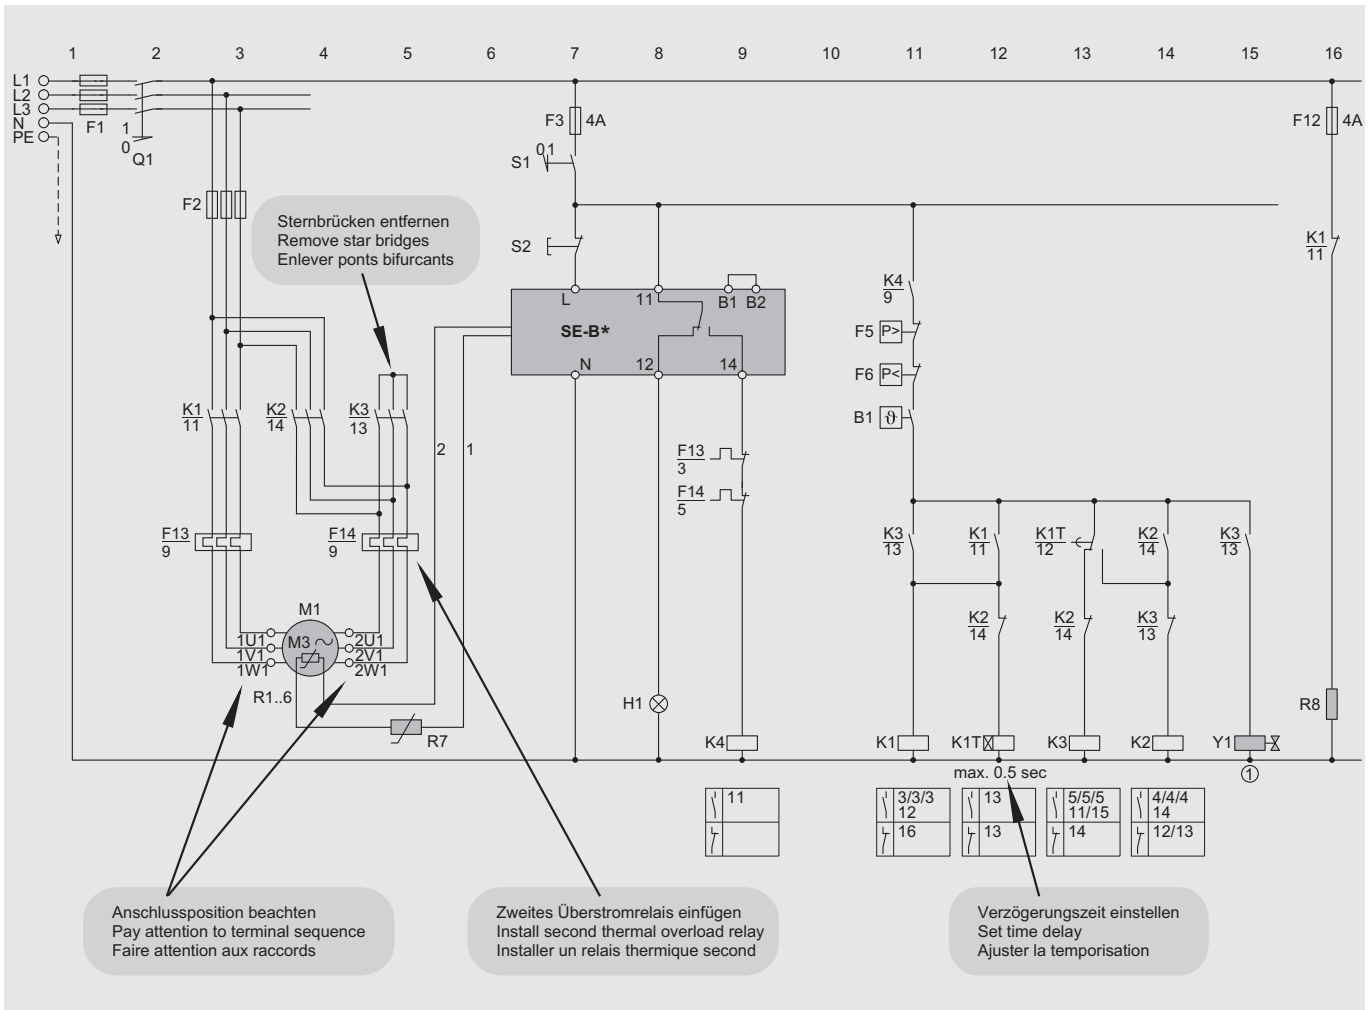 1 2 3 4 5 6 7 8 9 10 11 12 13 14 15 16
L1
L2
L3
N
PE
F1
1
0
Q1
F2
Sternbrücken entfernen
Remove star bridges
Enlever ponts bifurcants
F3 4A
S1 01
S2
F12 4A
K1
11
L 11 B1 B2
SE-B*
N 12 14
K4
9
F5 P>
F6 P<
B1 ϑ
K1
11
K2
14
K3
13
2 1
F13
3
F14
5
F13
9
F14
9
K3
13
K1
11
K1T
12
K2
14
K3
13
K2
14
K2
14
K3
13
M1
M3
1U1
1V1
1W1
2U1
2V1
2W1
R1..6
R7
H1
K4
K1
K1T
K3
K2
Y1
R8
max. 0.5 sec
1
11
3/3/3
12
16
13
13
5/5/5
11/15
14
4/4/4
14
12/13
Anschlussposition beachten
Pay attention to terminal sequence
Faire attention aux raccords
Zweites Überstromrelais einfügen
Install second thermal overload relay
Installer un relais thermique second
Verzögerungszeit einstellen
Set time delay
Ajuster la temporisation